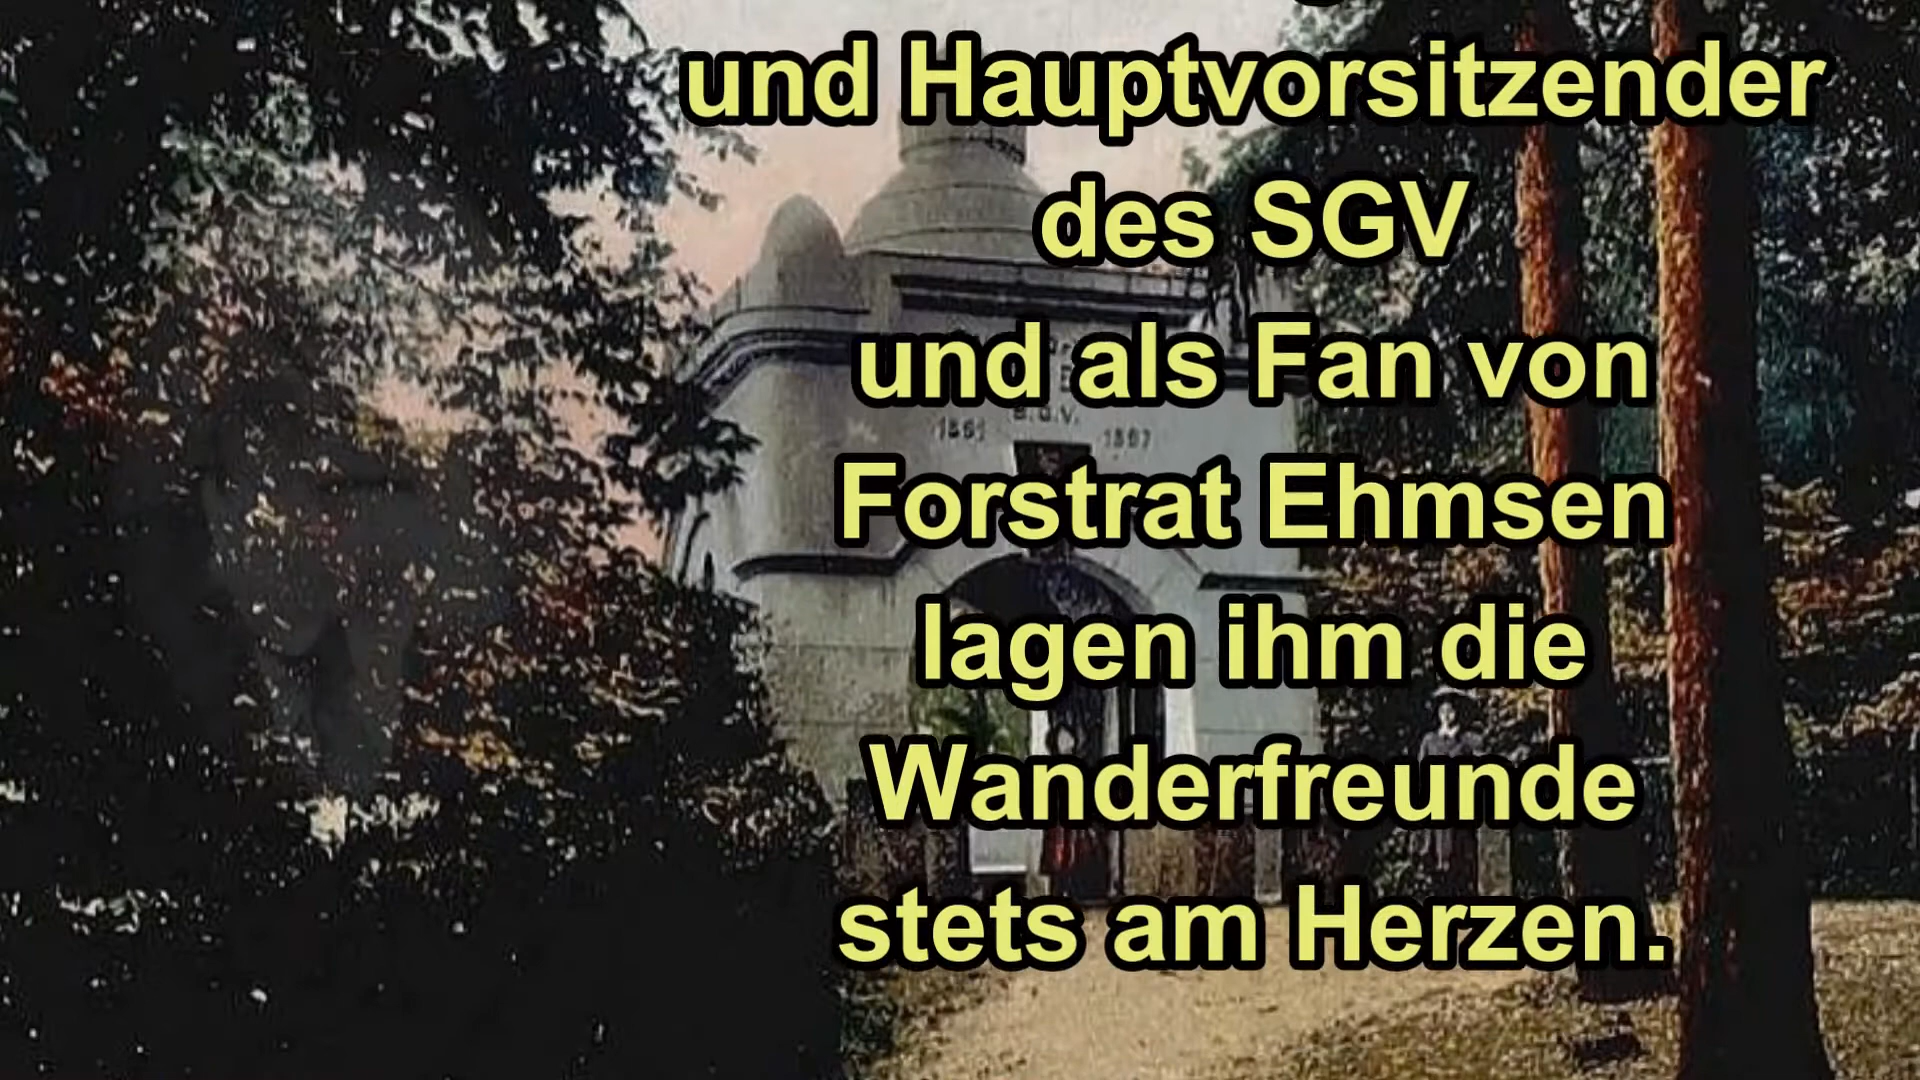 und Hauptvorsitzender
des SGV
und als Fan von
Forstrat Ehmsen
lagen ihm die
Wanderfreunde
stets am Herzen.